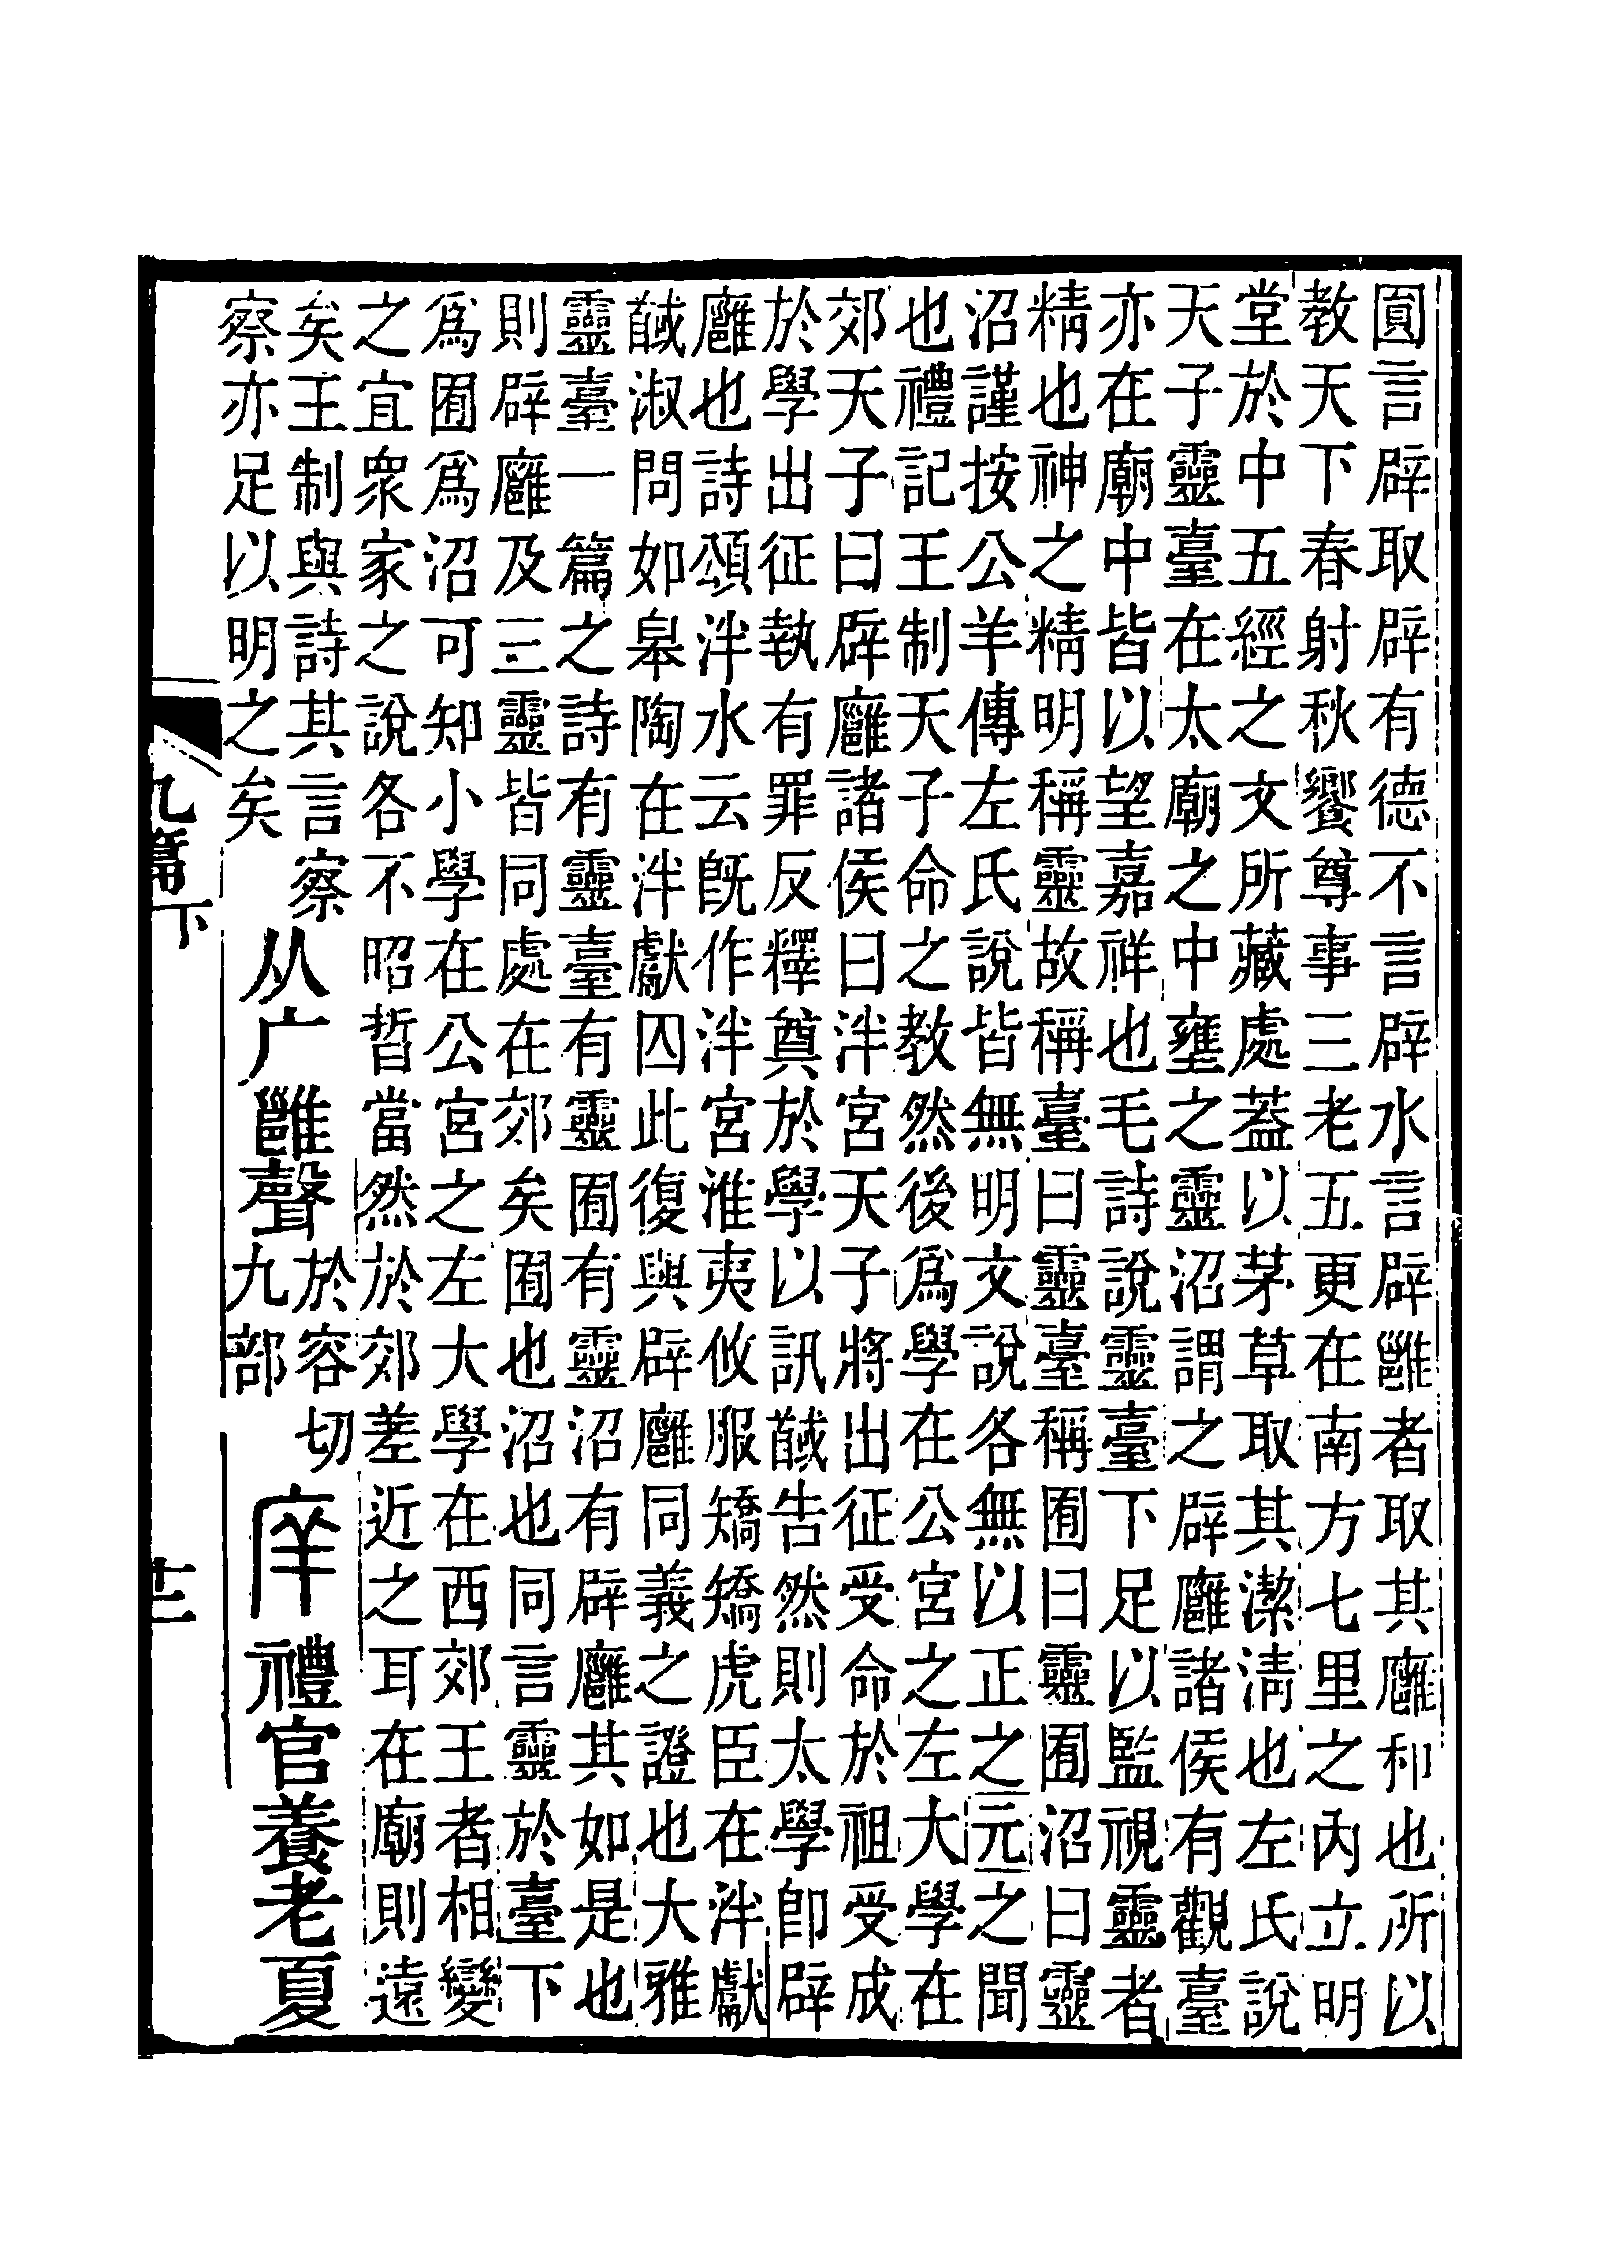 圓言辟取辟有德不言辟水言辟雝者取其廱和也所以
教天下春射秋饗尊事三老五更在南方七里之內立明
堂於中五經之文所藏處蓋以茅草取其潔淸也左氏說
天子靈臺在太廟之中壅之靈沼謂之辟廱諸侯有觀臺
亦在廟中皆以望嘉祥也毛詩說靈臺下足以監視靈者
精也神之精明稱靈故稱臺曰靈臺稱囿曰靈囿沼曰靈
沼謹按公羊傳左氏說皆無明文說各無以正之元之聞
也禮記王制天子命之教然後爲學在公宮之左大學在
郊天子曰辟廱諸侯曰泮宮天子將出征受命於祖受成
於學出征執有罪反釋奠於學以訊馘告然則太學卽辟
廱也詩頌泮水云旣作泮宮淮夷攸服矯矯虎臣在泮獻
馘淑問如皋陶在泮獻囚此復與辟廱同義之證也大雅
靈臺一篇之詩有靈臺有靈囿有靈沼有辟廱其如是也
則辟廱及三靈皆同處在郊矣囿也沼也同言靈於臺下
爲囿爲沼可知小學在公宮之左大學在西郊王者相變
之宜衆家之說各不昭晢當然於郊差近之耳在廟則遠
矣王制與詩其言察
察亦足以明之矣
从广雝聲
於容切
九部
庠
禮官養老夏
九篇下
十二